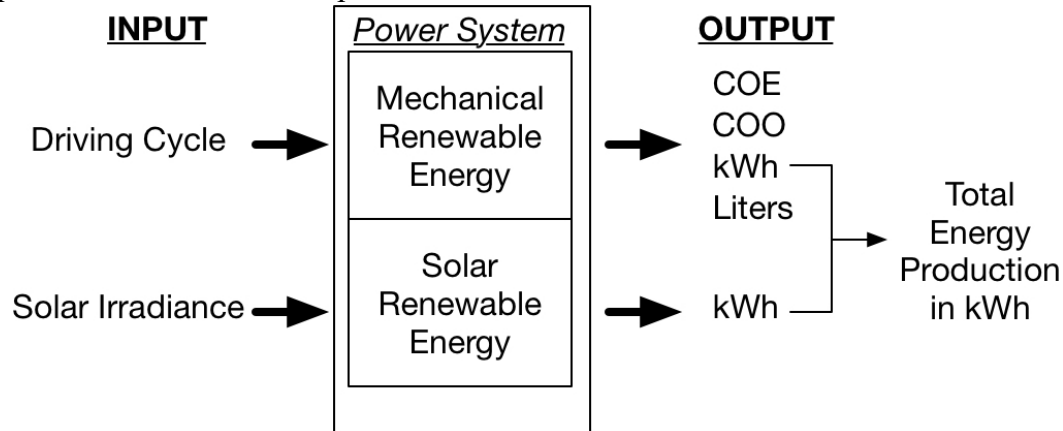 INPUT
Power System
OUTPUT
Driving Cycle
Mechanical
Renewable
Energy
COE
COO
kWh
Liters
Solar Irradiance
Solar
Renewable
Energy
kWh
Total
Energy
Production
in kWh